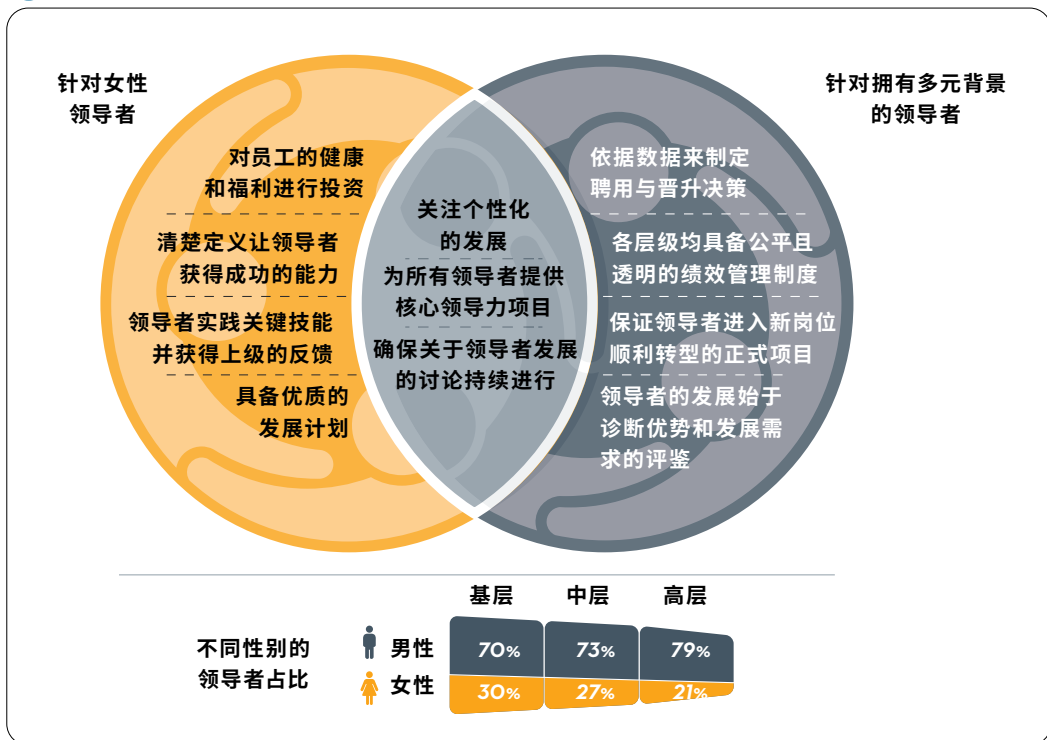 针对女性
领导者
针对拥有多元背景
的领导者
对员工的健康
和福利进行投资
清楚定义让领导者
获得成功的能力
领导者实践关键技能
并获得上级的反馈
具备优质的
发展计划
关注个性化
的发展
为所有领导者提供
核心领导力项目
确保关于领导者发展
的讨论持续进行
依据数据来制定
聘用与晋升决策
各层级均具备公平且
透明的绩效管理制度
保证领导者进入新岗位
顺利转型的正式项目
领导者的发展始于
诊断优势和发展需
求的评鉴
基层 中层 高层
不同性别的
领导者占比
男性 70% 73% 79%
女性 30% 27% 21%